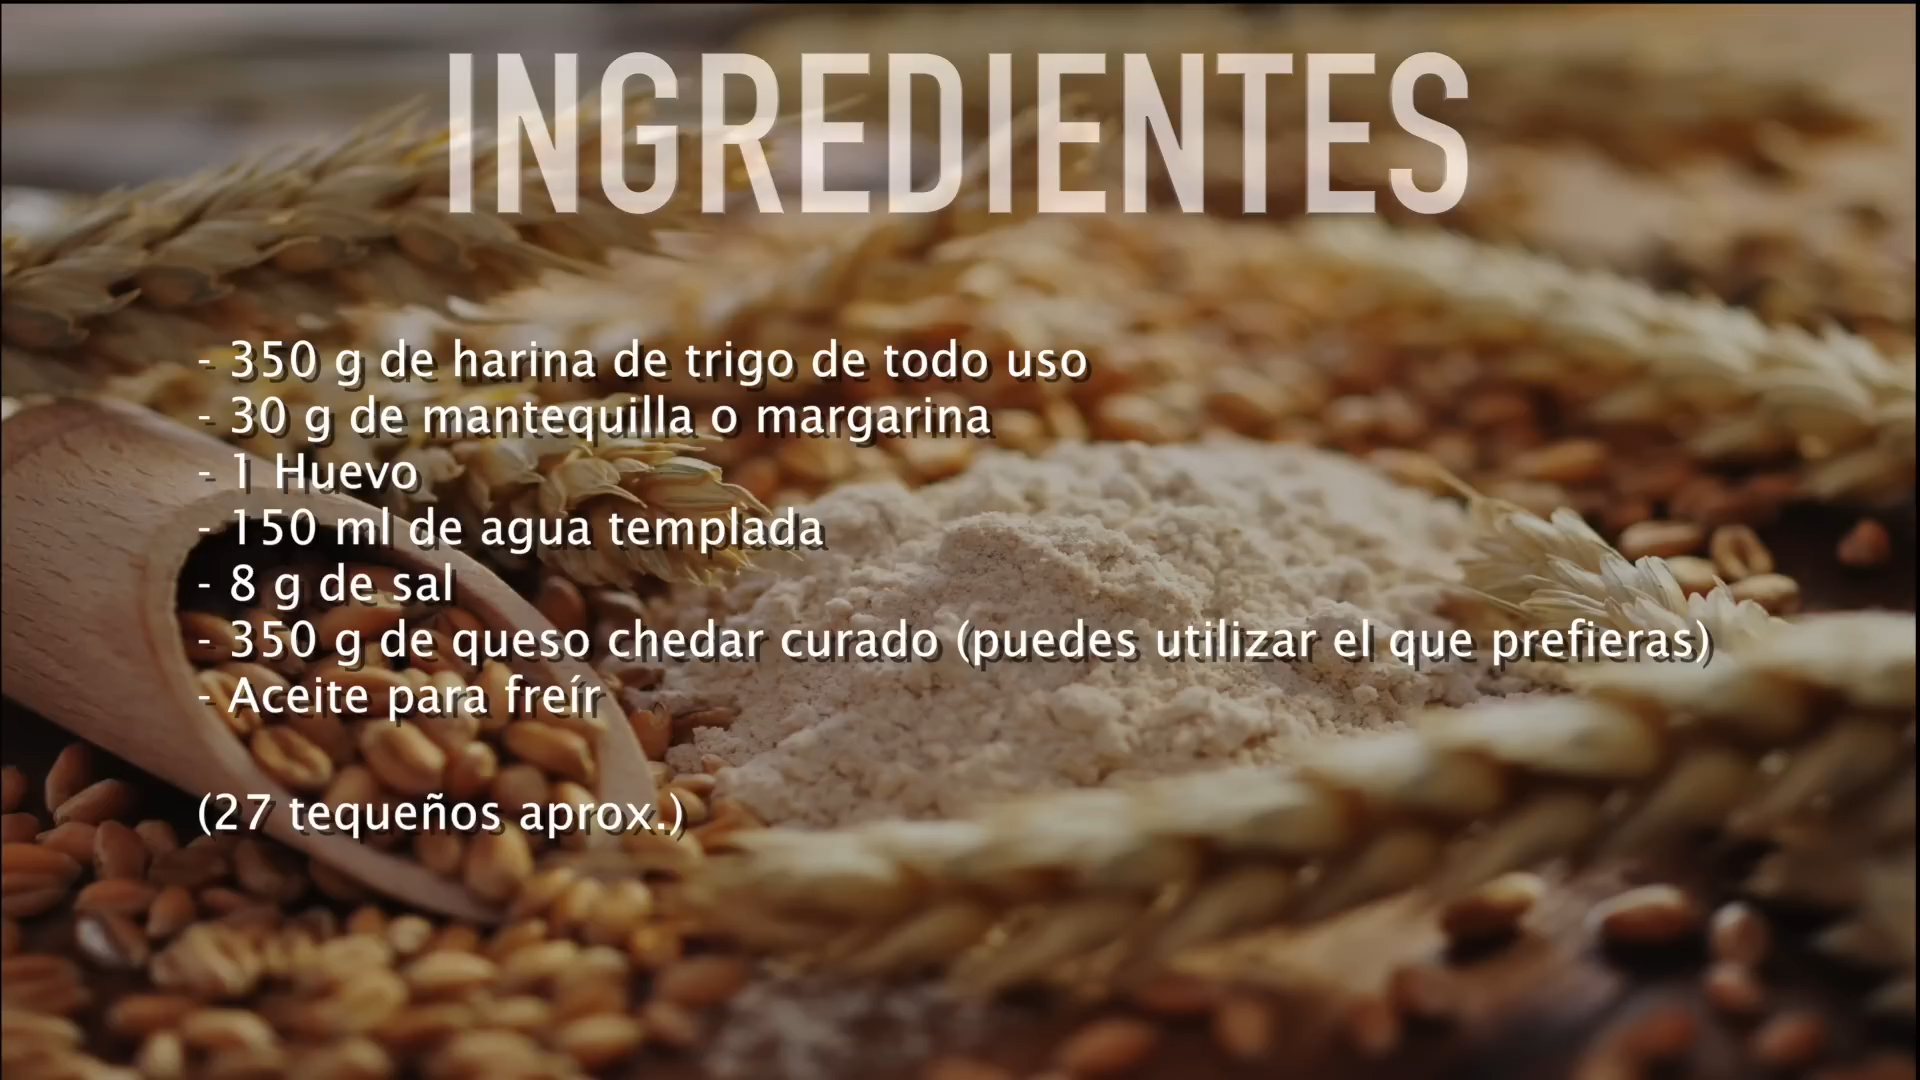 INGREDIENTES
- 350 g de harina de trigo de todo uso
- 30 g de mantequilla o margarina
- 1 Huevo
- 150 ml de agua templada
- 8 g de sal
- 350 g de queso chedar curado (puedes utilizar el que prefieras)
- Aceite para freír
(27 tequeños aprox.)